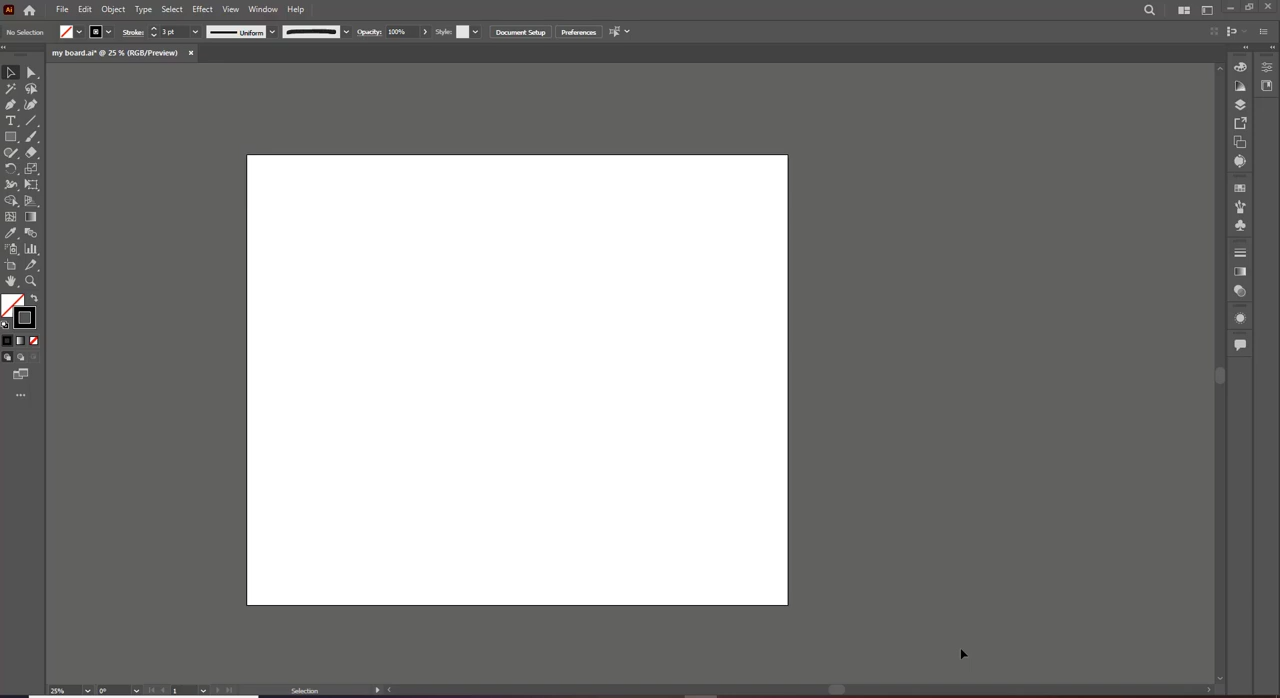 Ai File Edit Object Type Select Effect View Window Help
No Selection Stroke: 3 pt Uniform Opacity: 100% Style: Document Setup Preferences
my board.ai* @ 25 % (RGB/Preview) ×
T
25% 0° 1 Selection